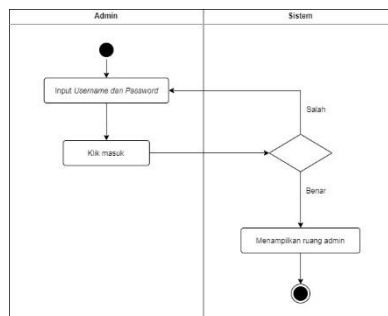 Admin
Sistem
Input Username dan Password
Salah
Klik masuk
Benar
Menampilkan ruang admin